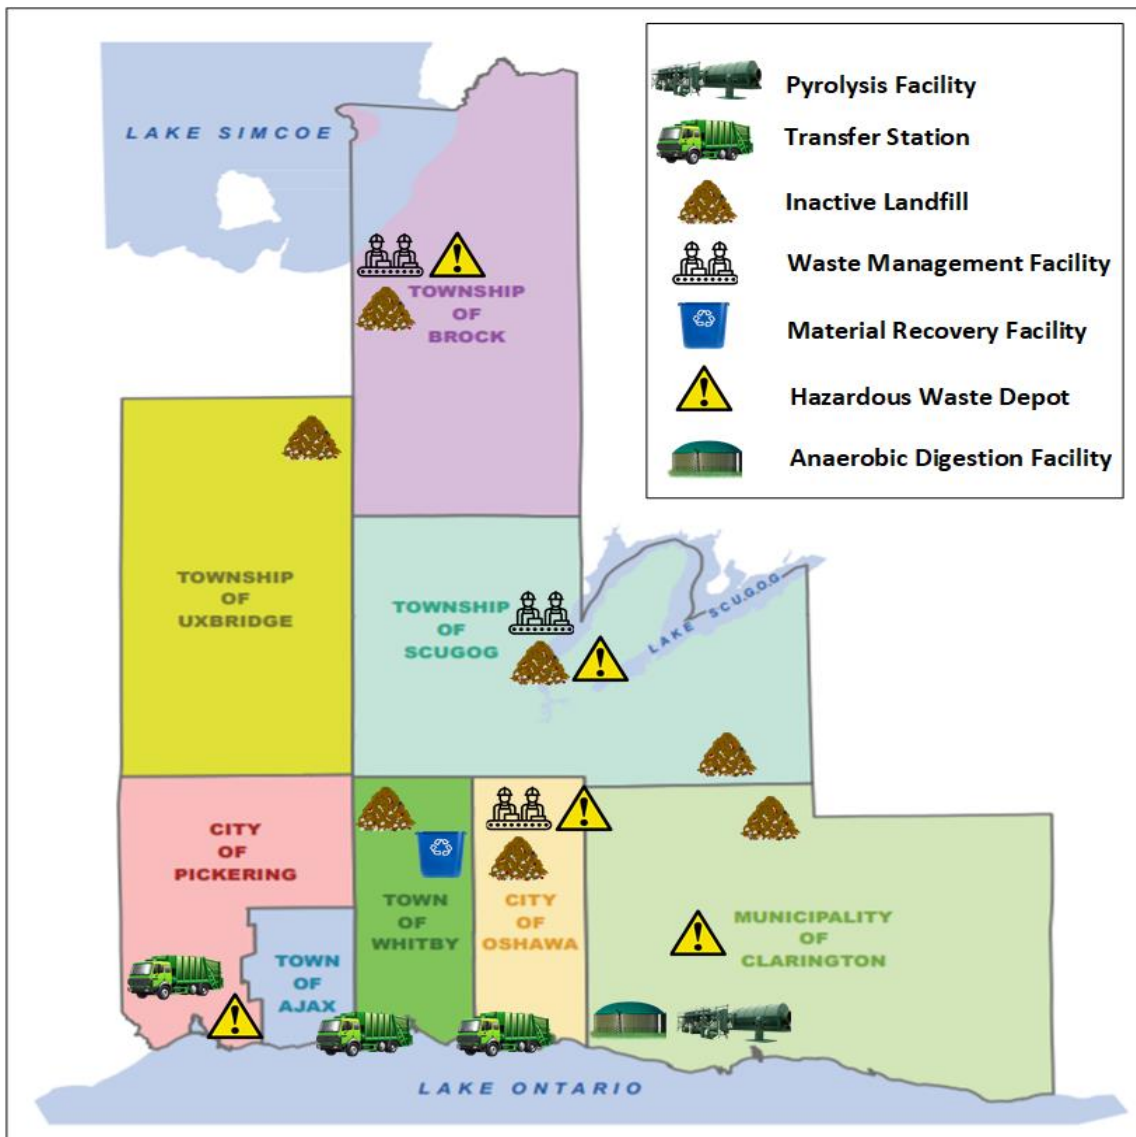 LAKE SIMCOE
Pyrolysis Facility
Transfer Station
Inactive Landfill
Waste Management Facility
Material Recovery Facility
Hazardous Waste Depot
Anaerobic Digestion Facility
TOWNSHIP
OF
BROCK
TOWNSHIP
OF
UXBRIDGE
TOWNSHIP
OF
SCUGOG
LAKE SCUGOG
CITY
OF
PICKERING
TOWN
OF
AJAX
TOWN
OF
WHITBY
CITY
OF
OSHAWA
MUNICIPALITY
OF
CLARINGTON
LAKE ONTARIO